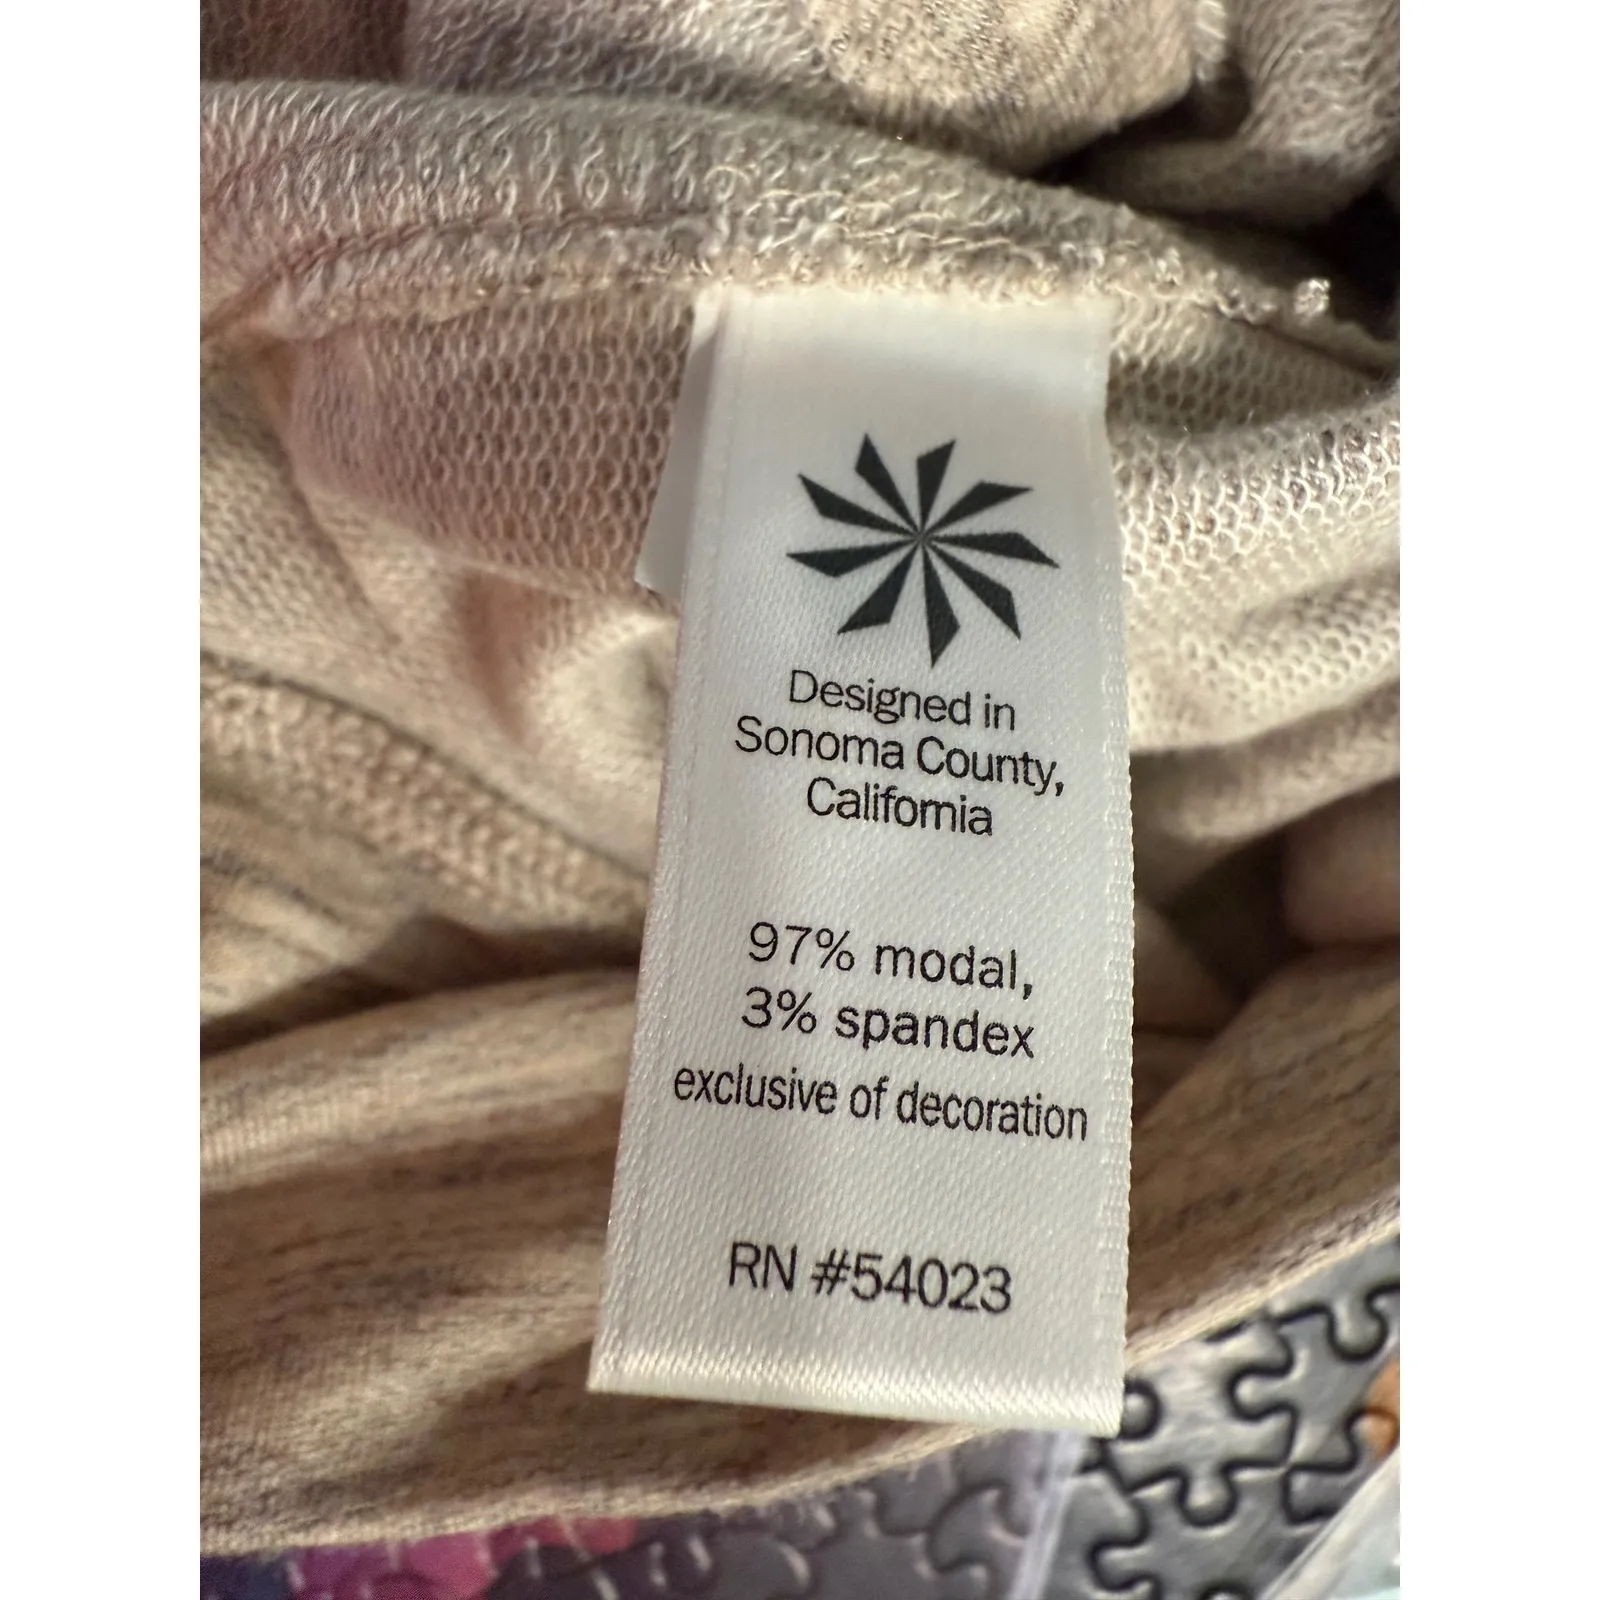 Designed in
Sonoma County,
California
97% modal,
3% spandex
exclusive of decoration
RN #54023